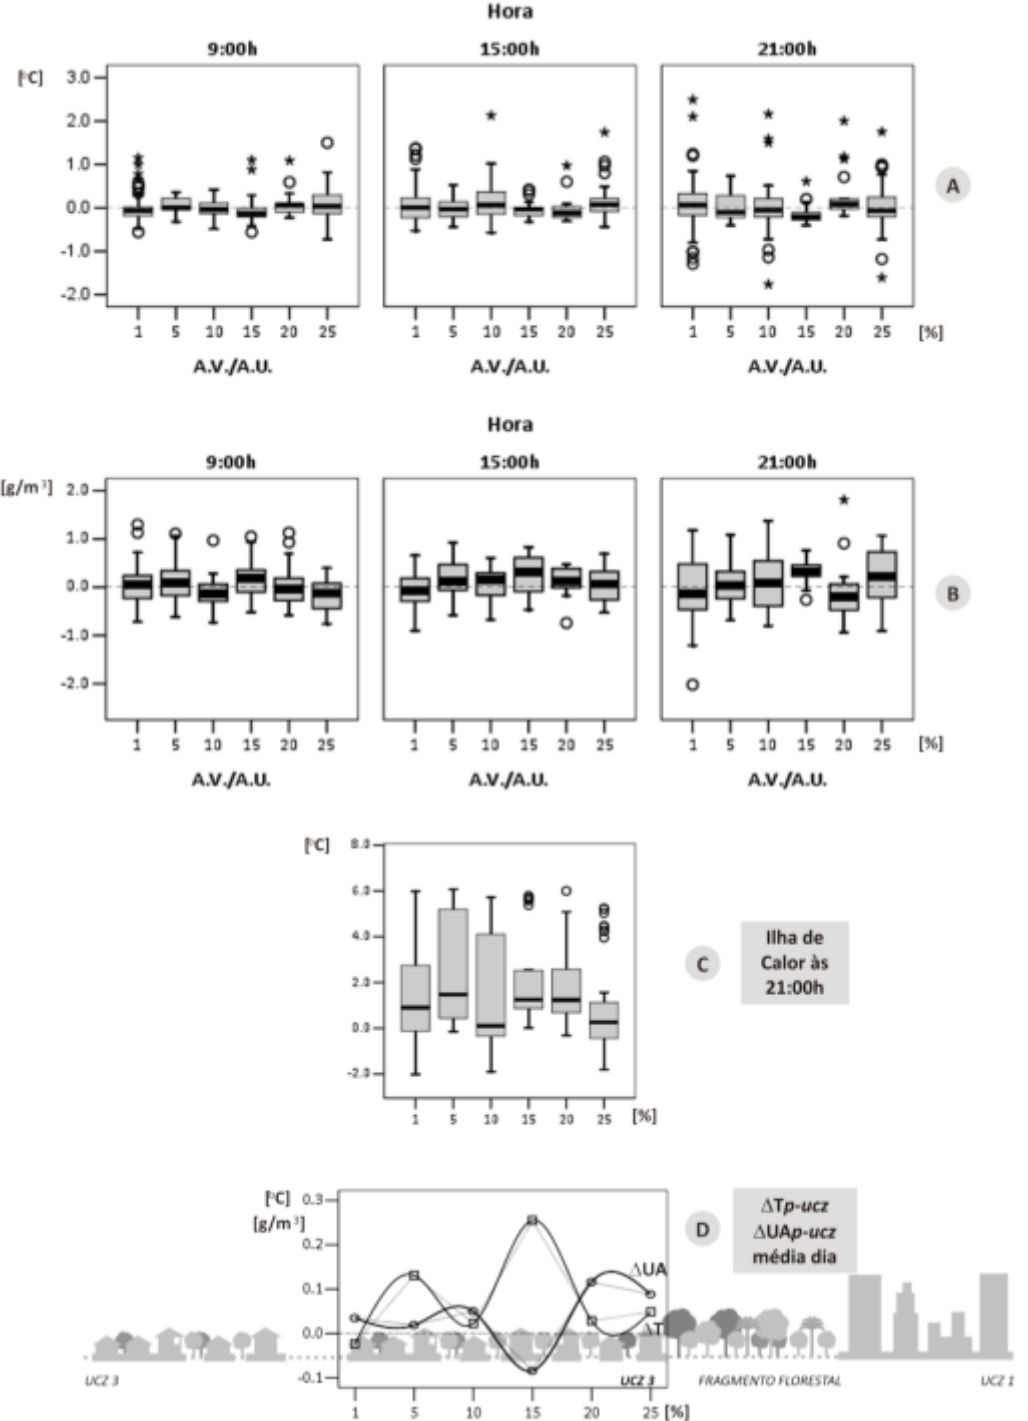 Hora
9:00h 15:00h 21:00h
[°C]
3.0
2.0
1.0
0.0
-1.0
-2.0
A
1 5 10 15 20 25 1 5 10 15 20 25 1 5 10 15 20 25 [%]
A.V./A.U. A.V./A.U. A.V./A.U.
Hora
9:00h 15:00h 21:00h
[g/m³]
2.0
1.0
0.0
-1.0
-2.0
B
1 5 10 15 20 25 1 5 10 15 20 25 1 5 10 15 20 25 [%]
A.V./A.U. A.V./A.U. A.V./A.U.
[°C]
8.0
6.0
4.0
2.0
0.0
-2.0
1 5 10 15 20 25 [%]
C
Ilha de
Calor às
21:00h
[°C]
[g/m³]
0.3
0.2
0.1
0.0
-0.1
ΔUA
ΔT
D
ΔTp-ucz
ΔUAp-ucz
média dia
UCZ 3 UCZ 3 FRAGMENTO FLORESTAL UCZ 1
1 5 10 15 20 25 [%]